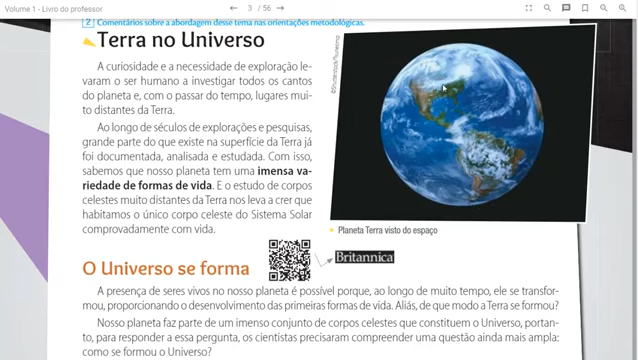 Volume 1 - Livro do professor
3 / 56
2 Comentários sobre a abordagem desse tema nas orientações metodológicas.
Terra no Universo
A curiosidade e a necessidade de exploração le-
varam o ser humano a investigar todos os cantos
do planeta e, com o passar do tempo, lugares mui-
to distantes da Terra.
Ao longo de séculos de explorações e pesquisas,
grande parte do que existe na superfície da Terra já
foi documentada, analisada e estudada. Com isso,
sabemos que nosso planeta tem uma imensa va-
riedade de formas de vida. E o estudo de corpos
celestes muito distantes da Terra nos leva a crer que
habitamos o único corpo celeste do Sistema Solar
comprovadamente com vida.
Planeta Terra visto do espaço
Britannica
O Universo se forma
A presença de seres vivos no nosso planeta é possível porque, ao longo de muito tempo, ele se transfor-
mou, proporcionando o desenvolvimento das primeiras formas de vida. Aliás, de que modo a Terra se formou?
Nosso planeta faz parte de um imenso conjunto de corpos celestes que constituem o Universo, portan-
to, para responder a essa pergunta, os cientistas precisaram compreender uma questão ainda mais ampla:
como se formou o Universo?